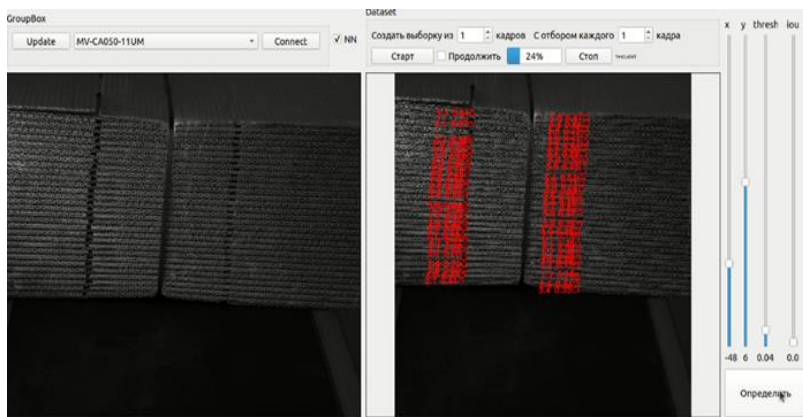 GroupBox
Update MV-CA050-11UM Connect NN
Dataset
Создать выборку из 1 кадров С отбором каждого 1 кадра
Старт Продолжить 24% Стоп TextLabel
x y thresh iou
-48 6 0.04 0.0
Определить